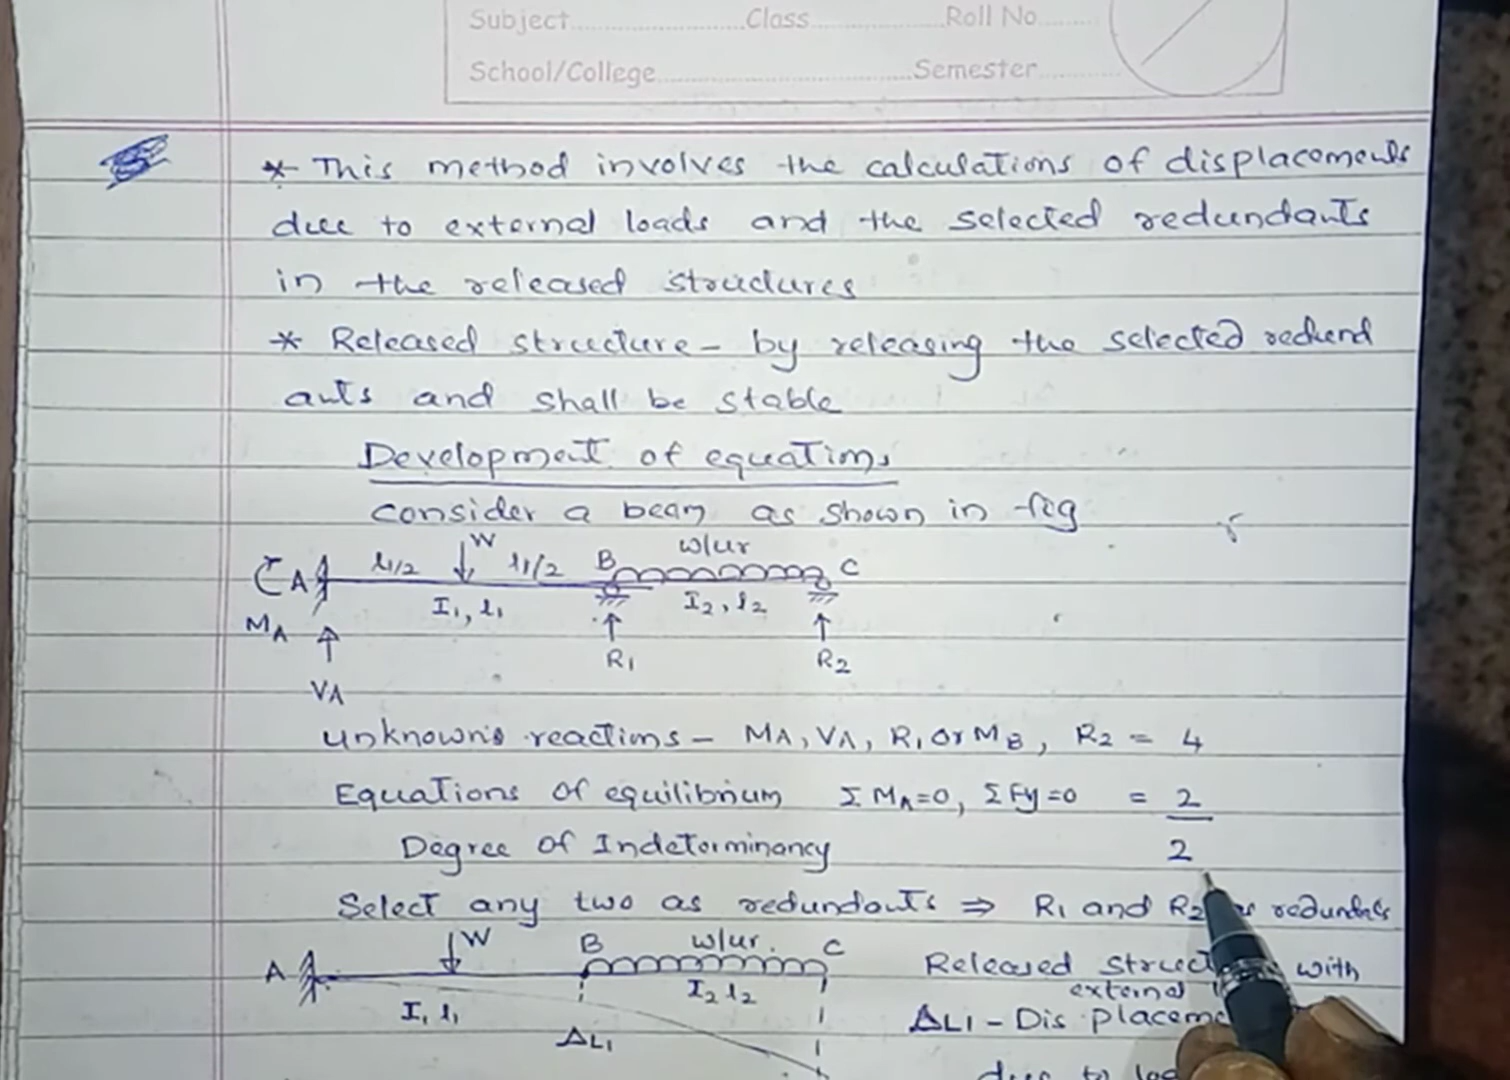 Subject Class Roll No
School/College Semester
* This method involves the calculations of displacements
due to external loads and the selected redundants
in the released structures
* Released structure - by releasing the selected redund
ants and shall be stable
Development of equations
consider a beam as shown in fig
A l1/2 W l1/2 B w/ur C
MA I1, l1 I2, l2
VA R1 R2
unknowns reactions - MA, VA, R1 or MB, R2 = 4
Equations of equilibrium ΣMA=0, ΣFy=0 = 2
Degree of Indeterminancy 2
Select any two as redundants ⇒ R1 and R2 redundants
A W B w/ur. C Released with
I1 l1 I2 l2 external
ΔL1 ΔL1 - Displaceme
due to